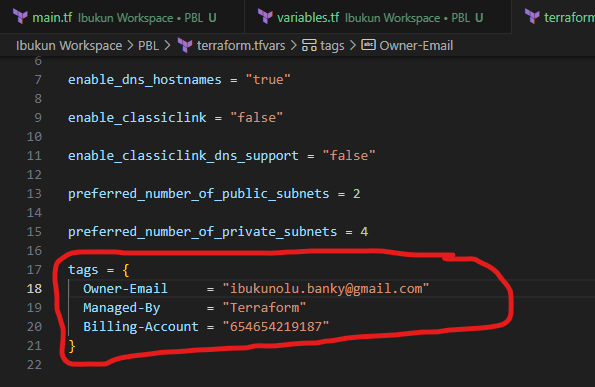 main.tf Ibukun Workspace • PBL U variables.tf Ibukun Workspace • PBL U terraform
Ibukun Workspace > PBL > terraform.tfvars > tags > abc Owner-Email
6
7 enable_dns_hostnames = "true"
8
9 enable_classiclink = "false"
10
11 enable_classiclink_dns_support = "false"
12
13 preferred_number_of_public_subnets = 2
14
15 preferred_number_of_private_subnets = 4
16
17 tags = {
18 Owner-Email = "ibukunolu.banky@gmail.com"
19 Managed-By = "Terraform"
20 Billing-Account = "654654219187"
21 }
22